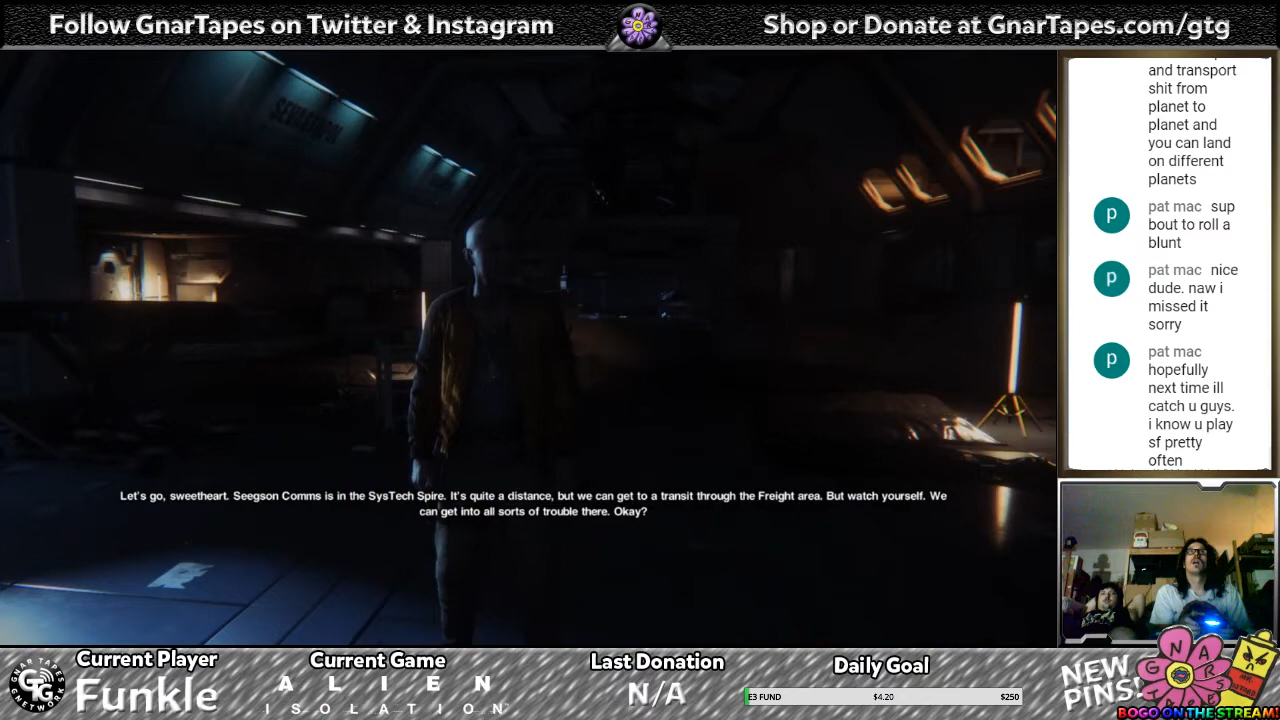 Follow GnarTapes on Twitter & Instagram
Shop or Donate at GnarTapes.com/gtg
and transport
shit from
planet to
planet and
you can land
on different
planets
p
pat mac sup
bout to roll a
blunt
p
pat mac nice
dude. naw i
missed it
sorry
p
pat mac
hopefully
next time ill
catch u guys.
i know u play
sf pretty
often
Let's go, sweetheart. Seegson Comms is in the SysTech Spire. It's quite a distance, but we can get to a transit through the Freight area. But watch yourself. We
can get into all sorts of trouble there. Okay?
GNAR TAPES
GTG
GNETWORK
Current Player
Funkle
Current Game
ALIEN
ISOLATION
Last Donation
N/A
Daily Goal
E3 FUND $4.20 $250
NEW
PINS!
GNAR
BOGO ON THE STREAM!